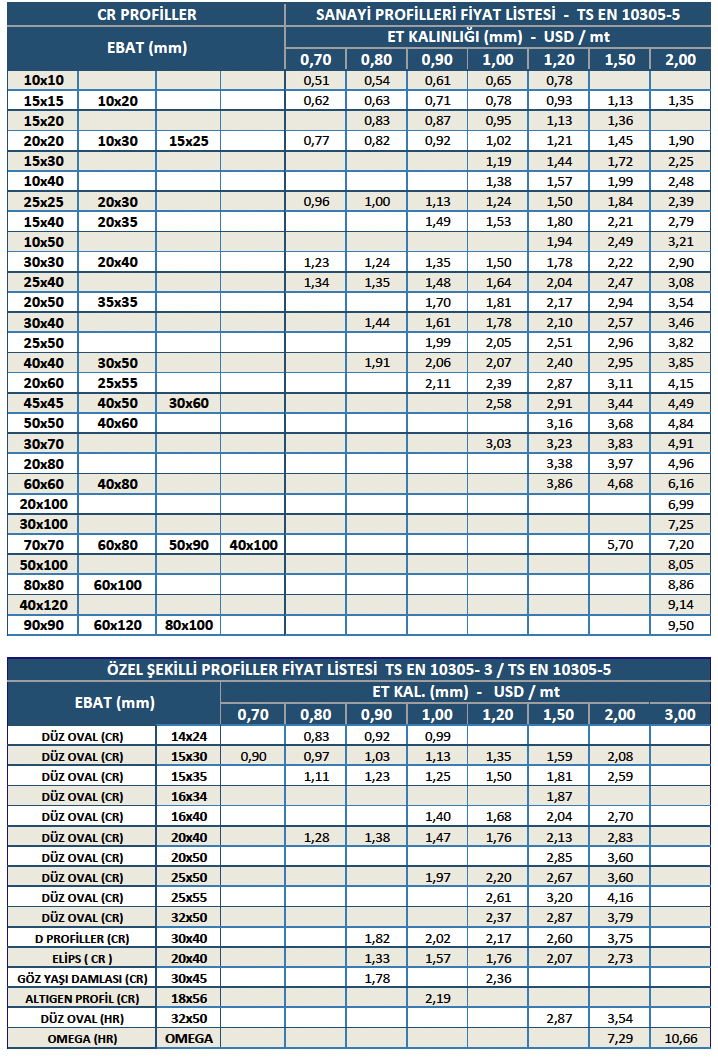 CR PROFİLLER SANAYİ PROFİLLERİ FİYAT LİSTESİ - TS EN 10305-5
EBAT (mm) ET KALINLIĞI (mm) - USD / mt
0,70 0,80 0,90 1,00 1,20 1,50 2,00
10x10 0,51 0,54 0,61 0,65 0,78
15x15 10x20 0,62 0,63 0,71 0,78 0,93 1,13 1,35
15x20 0,83 0,87 0,95 1,13 1,36
20x20 10x30 15x25 0,77 0,82 0,92 1,02 1,21 1,45 1,90
15x30 1,19 1,44 1,72 2,25
10x40 1,38 1,57 1,99 2,48
25x25 20x30 0,96 1,00 1,13 1,24 1,50 1,84 2,39
15x40 20x35 1,49 1,53 1,80 2,21 2,79
10x50 1,94 2,49 3,21
30x30 20x40 1,23 1,24 1,35 1,50 1,78 2,22 2,90
25x40 1,34 1,35 1,48 1,64 2,04 2,47 3,08
20x50 35x35 1,70 1,81 2,17 2,94 3,54
30x40 1,44 1,61 1,78 2,10 2,57 3,46
25x50 1,99 2,05 2,51 2,96 3,82
40x40 30x50 1,91 2,06 2,07 2,40 2,95 3,85
20x60 25x55 2,11 2,39 2,87 3,11 4,15
45x45 40x50 30x60 2,58 2,91 3,44 4,49
50x50 40x60 3,16 3,68 4,84
30x70 3,03 3,23 3,83 4,91
20x80 3,38 3,97 4,96
60x60 40x80 3,86 4,68 6,16
20x100 6,99
30x100 7,25
70x70 60x80 50x90 40x100 5,70 7,20
50x100 8,05
80x80 60x100 8,86
40x120 9,14
90x90 60x120 80x100 9,50
ÖZEL ŞEKİLLİ PROFİLLER FİYAT LİSTESİ TS EN 10305- 3 / TS EN 10305-5
EBAT (mm) ET KAL. (mm) - USD / mt
0,70 0,80 0,90 1,00 1,20 1,50 2,00 3,00
DÜZ OVAL (CR) 14x24 0,83 0,92 0,99
DÜZ OVAL (CR) 15x30 0,90 0,97 1,03 1,13 1,35 1,59 2,08
DÜZ OVAL (CR) 15x35 1,11 1,23 1,25 1,50 1,81 2,59
DÜZ OVAL (CR) 16x34 1,87
DÜZ OVAL (CR) 16x40 1,40 1,68 2,04 2,70
DÜZ OVAL (CR) 20x40 1,28 1,38 1,47 1,76 2,13 2,83
DÜZ OVAL (CR) 20x50 2,85 3,60
DÜZ OVAL (CR) 25x50 1,97 2,20 2,67 3,60
DÜZ OVAL (CR) 25x55 2,61 3,20 4,16
DÜZ OVAL (CR) 32x50 2,37 2,87 3,79
D PROFİLLER (CR) 30x40 1,82 2,02 2,17 2,60 3,75
ELİPS ( CR ) 20x40 1,33 1,57 1,76 2,07 2,73
GÖZ YAŞI DAMLASI (CR) 30x45 1,78 2,36
ALTIGEN PROFİL (CR) 18x56 2,19
DÜZ OVAL (HR) 32x50 2,87 3,54
OMEGA (HR) OMEGA 7,29 10,66